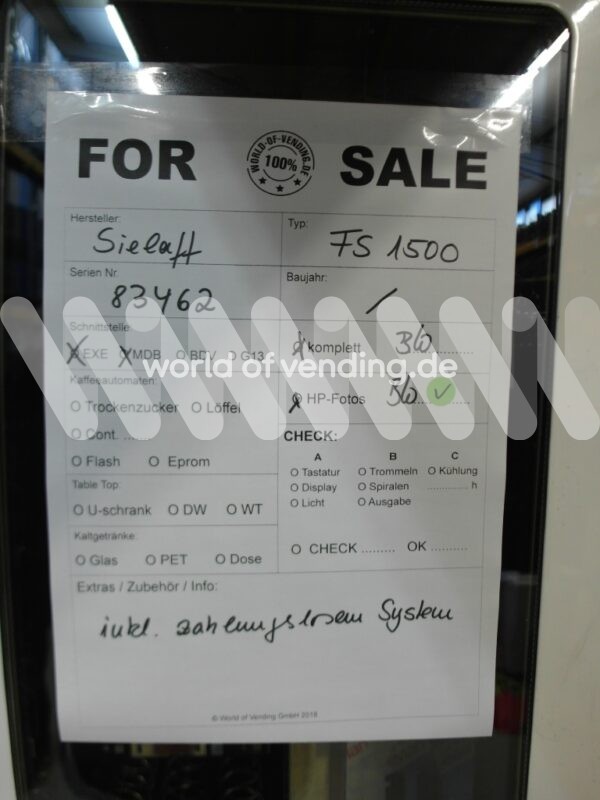 FOR SALE
WORLD-OF-VENDING.DE
100%
Hersteller:
Sielaff
Typ:
FS 1500
Serien Nr.
83462
Baujahr:
/
Schnittstelle:
EXE MDB O BDV O G13
komplett
Kaffeeautomaten:
O Trockenzucker O Löffel
O Cont. ...
O Flash O Eprom
HP-Fotos ✓
world of vending.de
CHECK:
A B C
O Tastatur O Trommeln O Kühlung
O Display O Spiralen .......... h
O Licht O Ausgabe
Table Top:
O U-schrank O DW O WT
Kaltgetränke:
O Glas O PET O Dose
O CHECK ......... OK ..........
Extras / Zubehör / Info:
inkl. zahlungslosem System
© World of Vending GmbH 2018